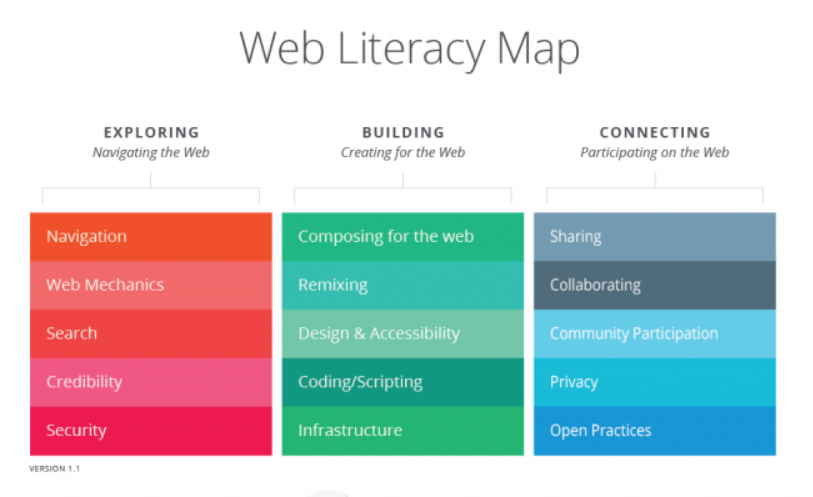 Web Literacy Map
EXPLORING
Navigating the Web
Navigation
Web Mechanics
Search
Credibility
Security
BUILDING
Creating for the Web
Composing for the web
Remixing
Design & Accessibility
Coding/Scripting
Infrastructure
CONNECTING
Participating on the Web
Sharing
Collaborating
Community Participation
Privacy
Open Practices
VERSION 1.1